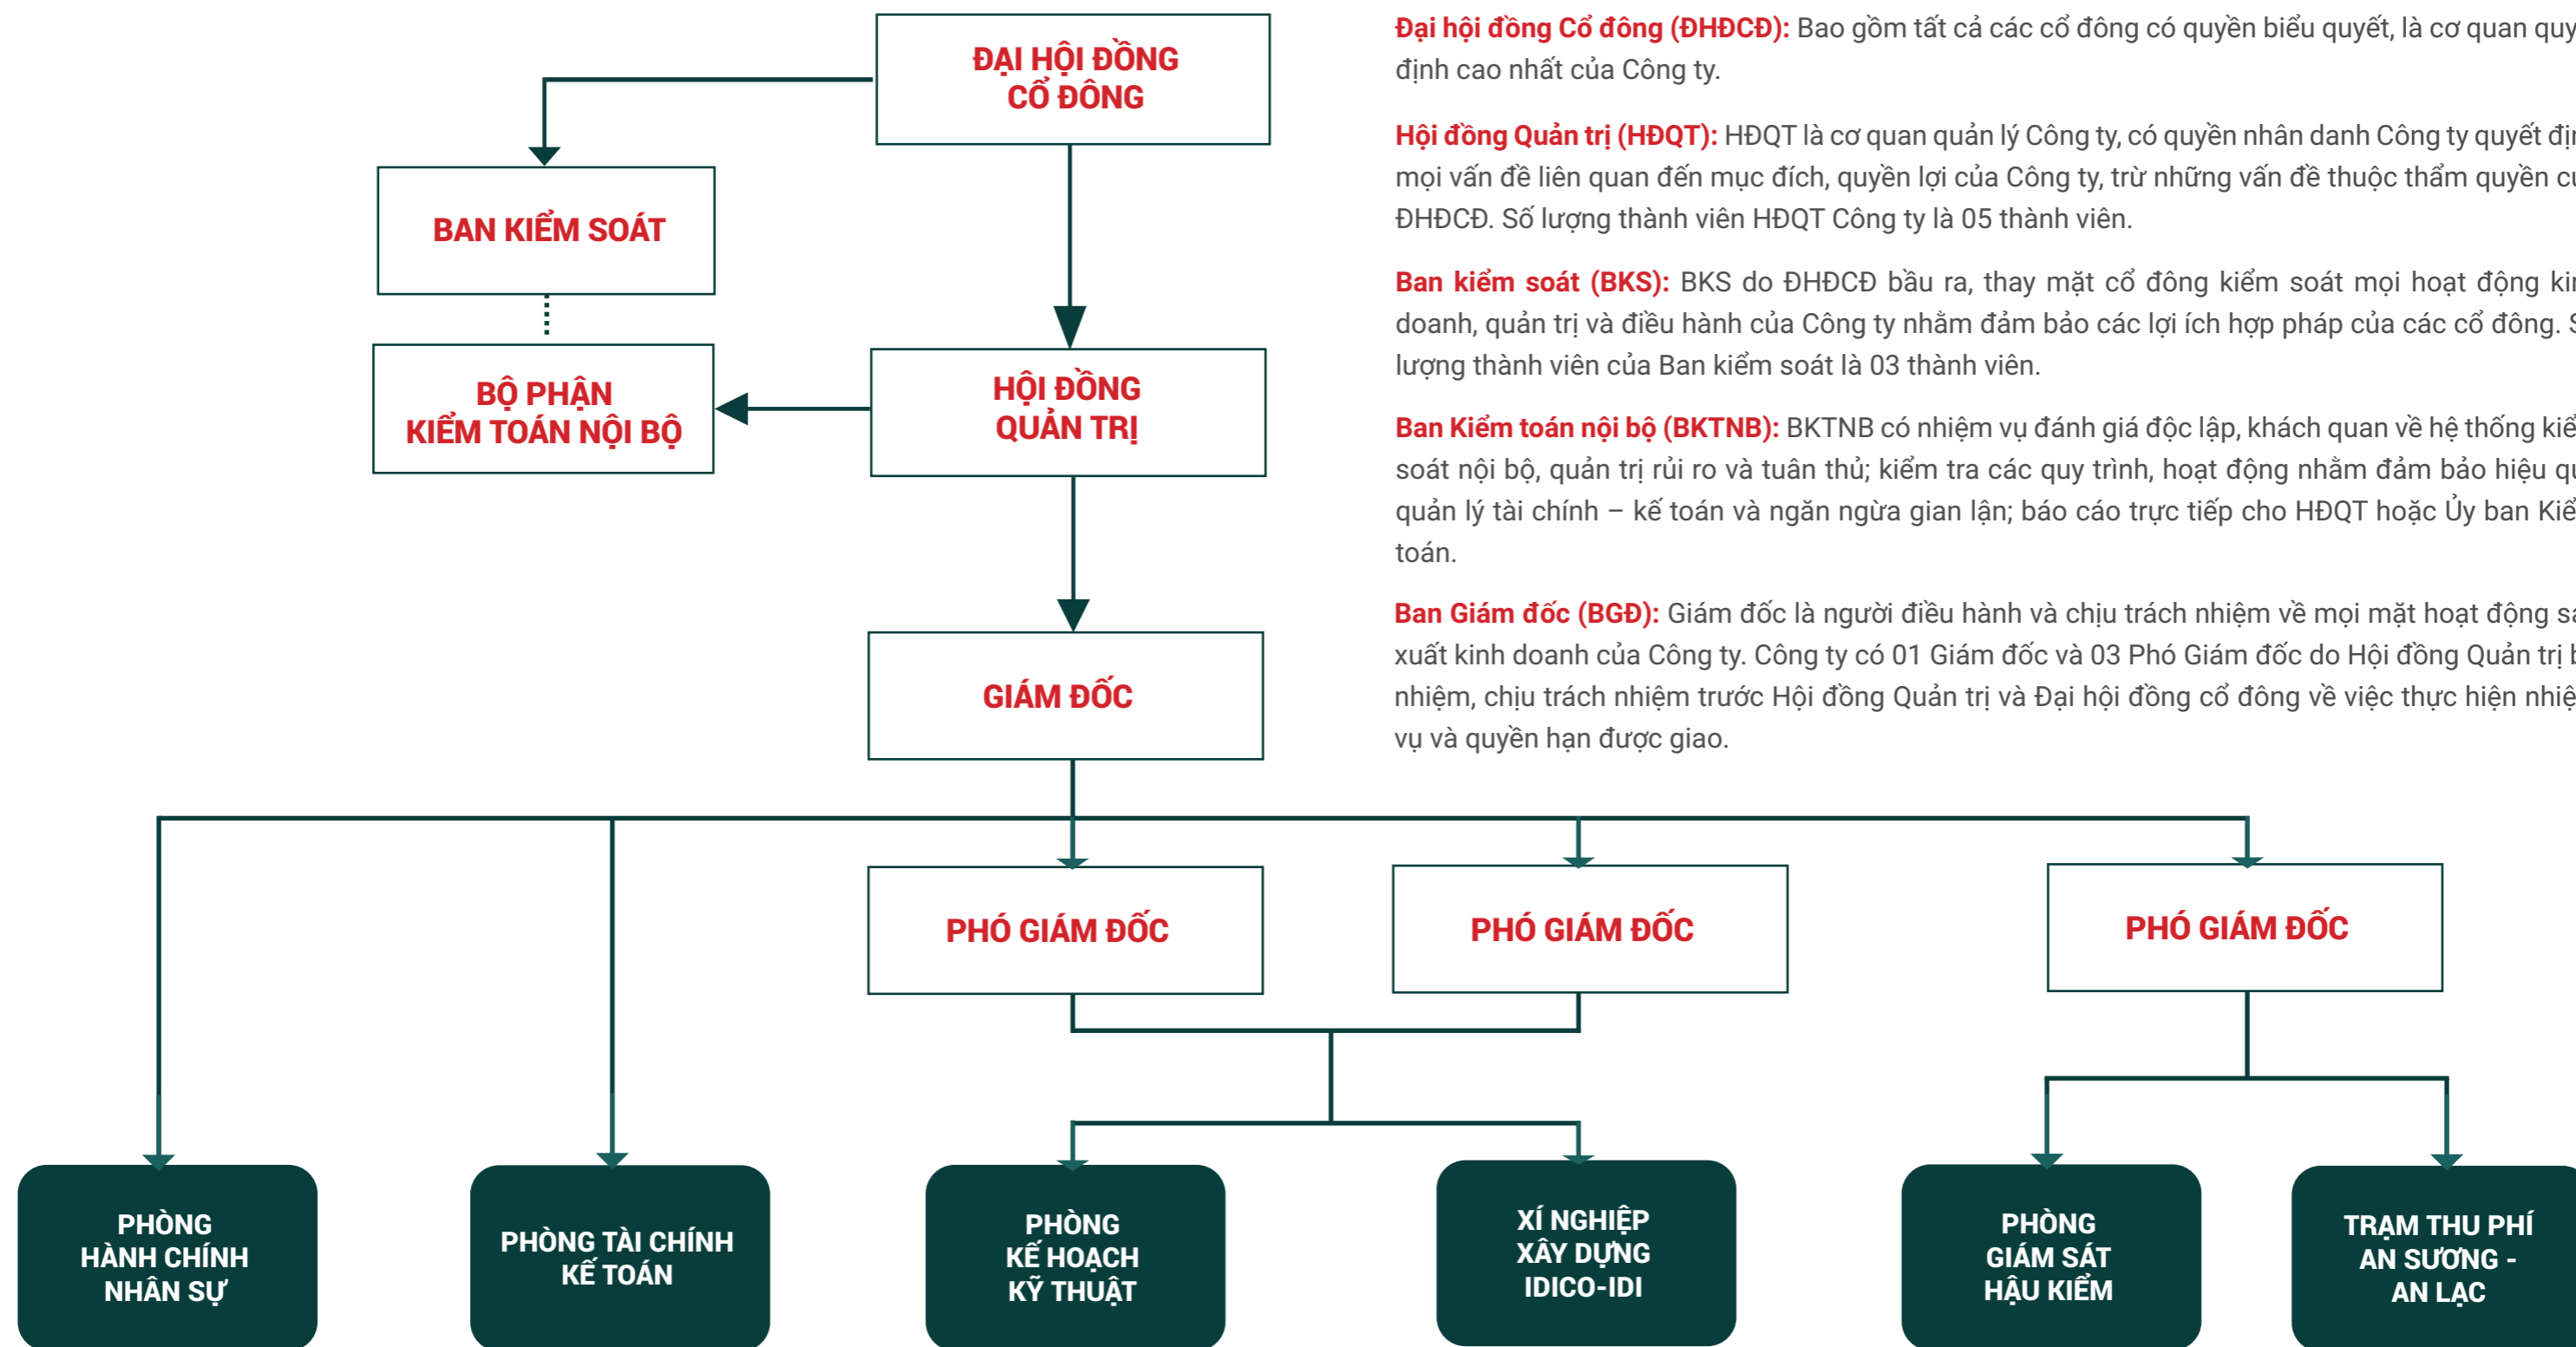 ĐẠI HỘI ĐỒNG
CỔ ĐÔNG
BAN KIỂM SOÁT
BỘ PHẬN
KIỂM TOÁN NỘI BỘ
HỘI ĐỒNG
QUẢN TRỊ
GIÁM ĐỐC
Đại hội đồng Cổ đông (ĐHĐCĐ): Bao gồm tất cả các cổ đông có quyền biểu quyết, là cơ quan
định cao nhất của Công ty.
Hội đồng Quản trị (HĐQT): HĐQT là cơ quan quản lý Công ty, có quyền nhân danh Công ty quyết
mọi vấn đề liên quan đến mục đích, quyền lợi của Công ty, trừ những vấn đề thuộc thẩm quyền
ĐHĐCĐ. Số lượng thành viên HĐQT Công ty là 05 thành viên.
Ban kiểm soát (BKS): BKS do ĐHĐCĐ bầu ra, thay mặt cổ đông kiểm soát mọi hoạt động
doanh, quản trị và điều hành của Công ty nhằm đảm bảo các lợi ích hợp pháp của các cổ đông.
lượng thành viên của Ban kiểm soát là 03 thành viên.
Ban Kiểm toán nội bộ (BKTNB): BKTNB có nhiệm vụ đánh giá độc lập, khách quan về hệ thống
soát nội bộ, quản trị rủi ro và tuân thủ; kiểm tra các quy trình, hoạt động nhằm đảm bảo hiệu
quản lý tài chính – kế toán và ngăn ngừa gian lận; báo cáo trực tiếp cho HĐQT hoặc Ủy ban
toán.
Ban Giám đốc (BGĐ): Giám đốc là người điều hành và chịu trách nhiệm về mọi mặt hoạt động
xuất kinh doanh của Công ty. Công ty có 01 Giám đốc và 03 Phó Giám đốc do Hội đồng Quản trị
nhiệm, chịu trách nhiệm trước Hội đồng Quản trị và Đại hội đồng cổ đông về việc thực hiện
vụ và quyền hạn được giao.
PHÓ GIÁM ĐỐC
PHÓ GIÁM ĐỐC
PHÓ GIÁM ĐỐC
PHÒNG
HÀNH CHÍNH
NHÂN SỰ
PHÒNG TÀI CHÍNH
KẾ TOÁN
PHÒNG
KẾ HOẠCH
KỸ THUẬT
XÍ NGHIỆP
XÂY DỰNG
IDICO-IDI
PHÒNG
GIÁM SÁT
HẬU KIỂM
TRẠM THU PHÍ
AN SƯƠNG -
AN LẠC